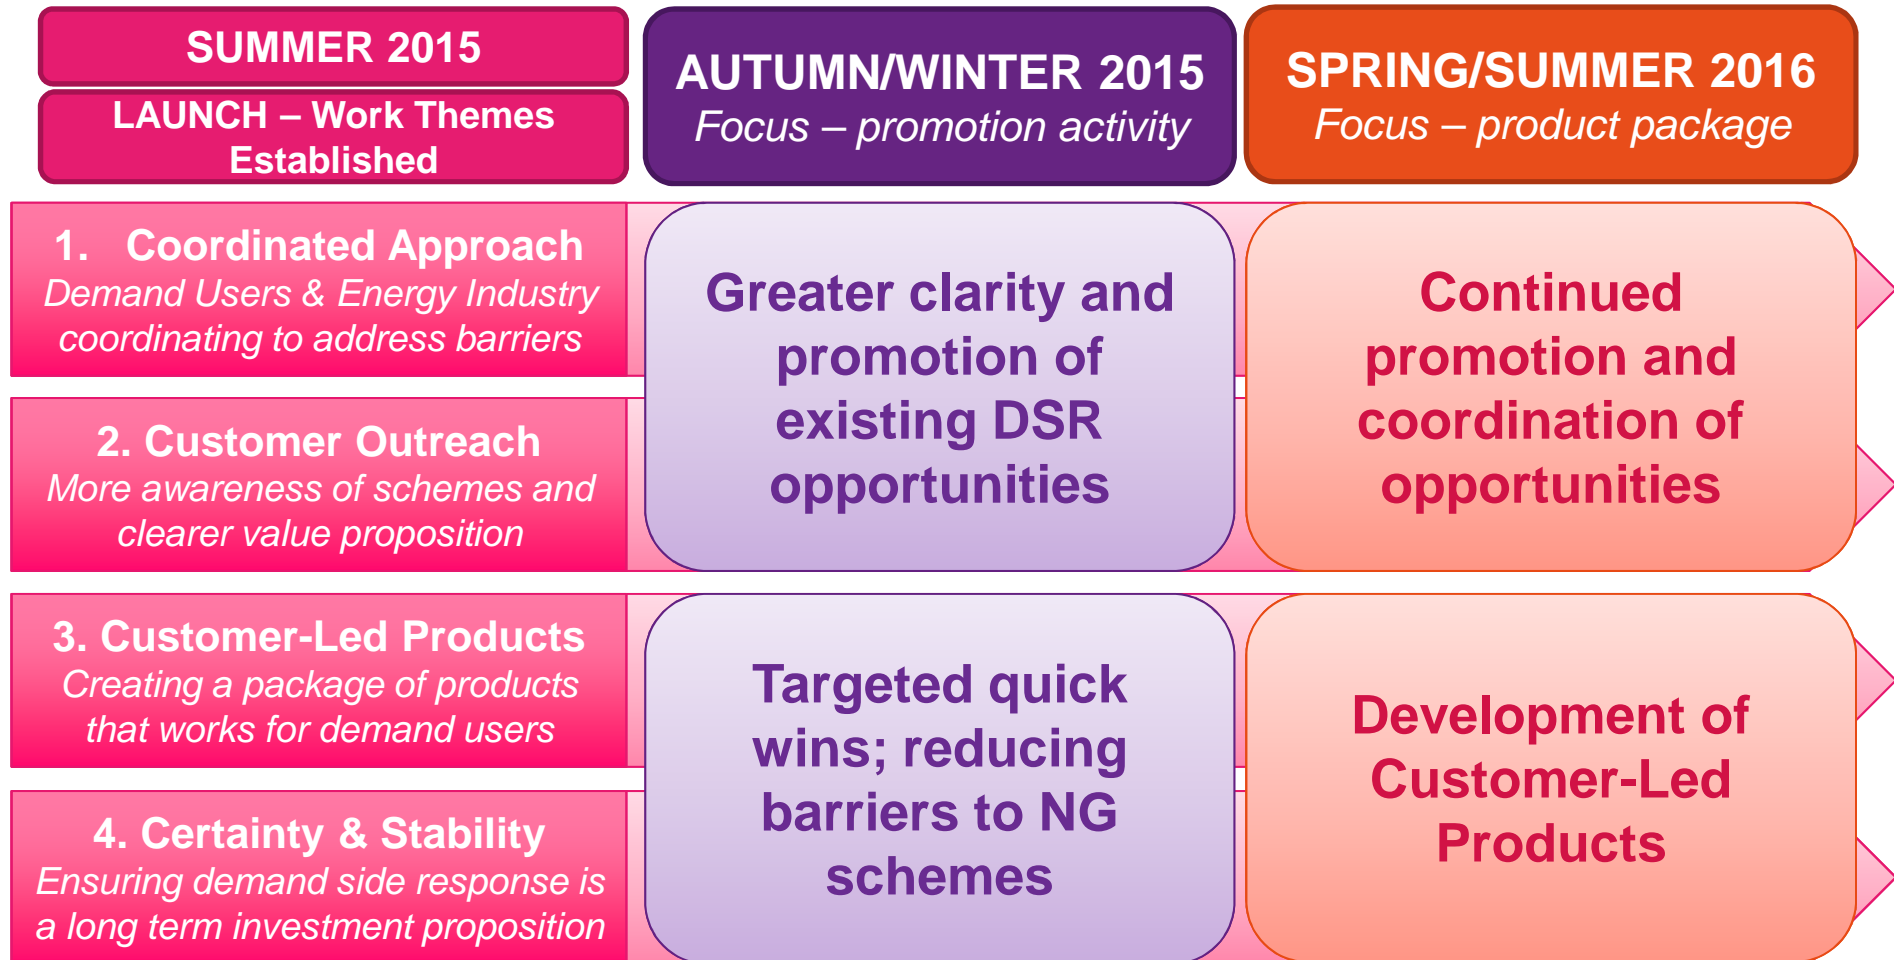 SUMMER 2015
LAUNCH – Work Themes
Established
AUTUMN/WINTER 2015
Focus – promotion activity
SPRING/SUMMER 2016
Focus – product package
1. Coordinated Approach
Demand Users & Energy Industry
coordinating to address barriers
2. Customer Outreach
More awareness of schemes and
clearer value proposition
3. Customer-Led Products
Creating a package of products
that works for demand users
4. Certainty & Stability
Ensuring demand side response is
a long term investment proposition
Greater clarity and
promotion of
existing DSR
opportunities
Targeted quick
wins; reducing
barriers to NG
schemes
Continued
promotion and
coordination of
opportunities
Development of
Customer-Led
Products